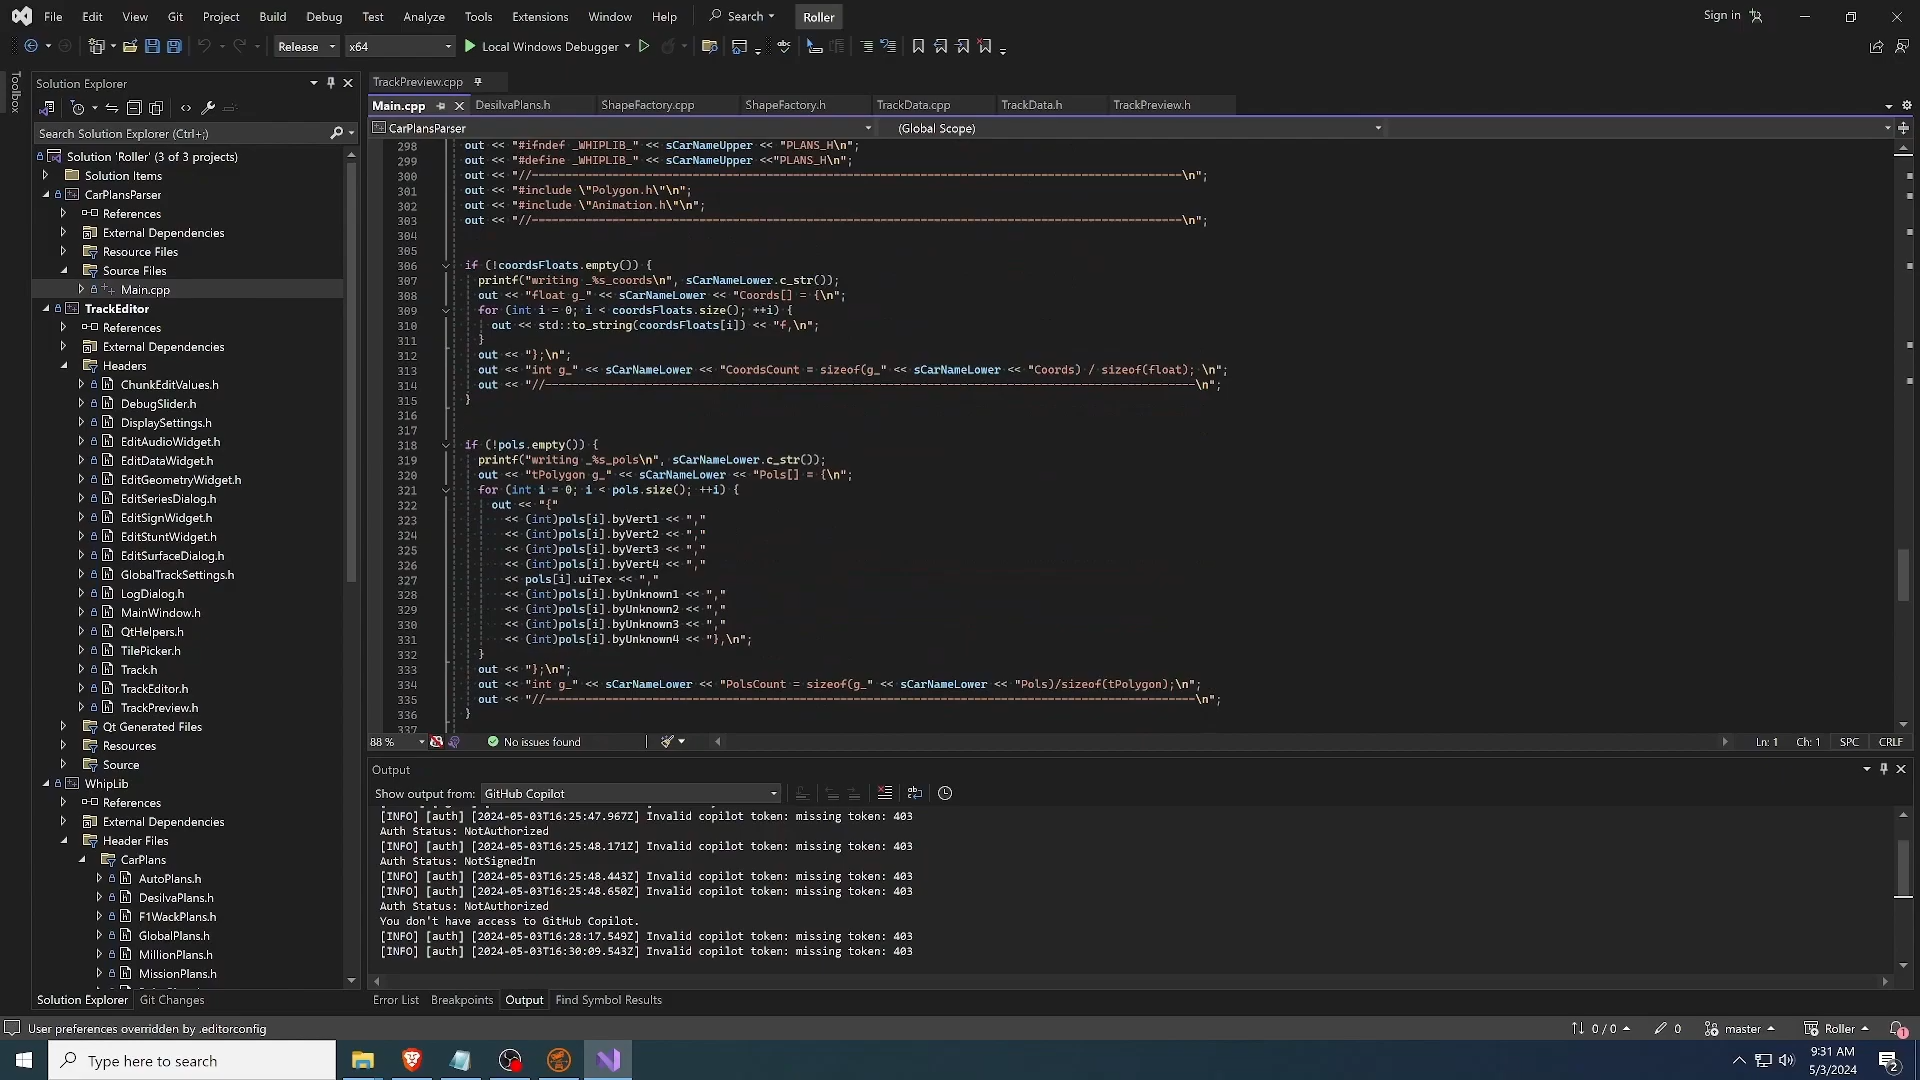 File Edit View Git Project Build Debug Test Analyze Tools Extensions Window Help Search Roller Sign in
Release x64 Local Windows Debugger
Toolbox
Solution Explorer
Search Solution Explorer (Ctrl+;)
Solution 'Roller' (3 of 3 projects)
Solution Items
CarPlansParser
References
External Dependencies
Resource Files
Source Files
Main.cpp
TrackEditor
References
External Dependencies
Headers
ChunkEditValues.h
DebugSlider.h
DisplaySettings.h
EditAudioWidget.h
EditDataWidget.h
EditGeometryWidget.h
EditSeriesDialog.h
EditSignWidget.h
EditStuntWidget.h
EditSurfaceDialog.h
GlobalTrackSettings.h
LogDialog.h
MainWindow.h
QtHelpers.h
TilePicker.h
Track.h
TrackEditor.h
TrackPreview.h
Qt Generated Files
Resources
Source
WhipLib
References
External Dependencies
Header Files
CarPlans
AutoPlans.h
DesilvaPlans.h
F1WackPlans.h
GlobalPlans.h
MillionPlans.h
MissionPlans.h
Solution Explorer Git Changes
TrackPreview.cpp
Main.cpp DesilvaPlans.h ShapeFactory.cpp ShapeFactory.h TrackData.cpp TrackData.h TrackPreview.h
CarPlansParser (Global Scope)
298 out << "#ifndef _WHIPLIB_" << sCarNameUpper << "PLANS_H\n";
299 out << "#define _WHIPLIB_" << sCarNameUpper <<"PLANS_H\n";
300 out << "//-------------------------------------------------------------------------------------------------\n";
301 out << "#include \"Polygon.h\"\n";
302 out << "#include \"Animation.h\"\n";
303 out << "//-------------------------------------------------------------------------------------------------\n";
304
305
306 if (!coordsFloats.empty()) {
307 printf("writing _%s_coords\n", sCarNameLower.c_str());
308 out << "float g_" << sCarNameLower << "Coords[] = {\n";
309 for (int i = 0; i < coordsFloats.size(); ++i) {
310 out << std::to_string(coordsFloats[i]) << "f,\n";
311 }
312 out << "};\n";
313 out << "int g_" << sCarNameLower << "CoordsCount = sizeof(g_" << sCarNameLower << "Coords) / sizeof(float); \n";
314 out << "//-------------------------------------------------------------------------------------------------\n";
315 }
316
317
318 if (!pols.empty()) {
319 printf("writing _%s_pols\n", sCarNameLower.c_str());
320 out << "tPolygon g_" << sCarNameLower << "Pols[] = {\n";
321 for (int i = 0; i < pols.size(); ++i) {
322 out << "{"
323 << (int)pols[i].byVert1 << ","
324 << (int)pols[i].byVert2 << ","
325 << (int)pols[i].byVert3 << ","
326 << (int)pols[i].byVert4 << ","
327 << pols[i].uiTex << ","
328 << (int)pols[i].byUnknown1 << ","
329 << (int)pols[i].byUnknown2 << ","
330 << (int)pols[i].byUnknown3 << ","
331 << (int)pols[i].byUnknown4 << "},\n";
332 }
333 out << "};\n";
334 out << "int g_" << sCarNameLower << "PolsCount = sizeof(g_" << sCarNameLower << "Pols)/sizeof(tPolygon);\n";
335 out << "//-------------------------------------------------------------------------------------------------\n";
336 }
337
88 % No issues found Ln: 1 Ch: 1 SPC CRLF
Output
Show output from: GitHub Copilot
[INFO] [auth] [2024-05-03T16:25:47.967Z] Invalid copilot token: missing token: 403
Auth Status: NotAuthorized
[INFO] [auth] [2024-05-03T16:25:48.171Z] Invalid copilot token: missing token: 403
Auth Status: NotSignedIn
[INFO] [auth] [2024-05-03T16:25:48.443Z] Invalid copilot token: missing token: 403
[INFO] [auth] [2024-05-03T16:25:48.650Z] Invalid copilot token: missing token: 403
Auth Status: NotAuthorized
You don't have access to GitHub Copilot.
[INFO] [auth] [2024-05-03T16:28:17.549Z] Invalid copilot token: missing token: 403
[INFO] [auth] [2024-05-03T16:30:09.543Z] Invalid copilot token: missing token: 403
Error List Breakpoints Output Find Symbol Results
User preferences overridden by .editorconfig 0 / 0 0 master Roller 1
Type here to search
9:31 AM
5/3/2024
2